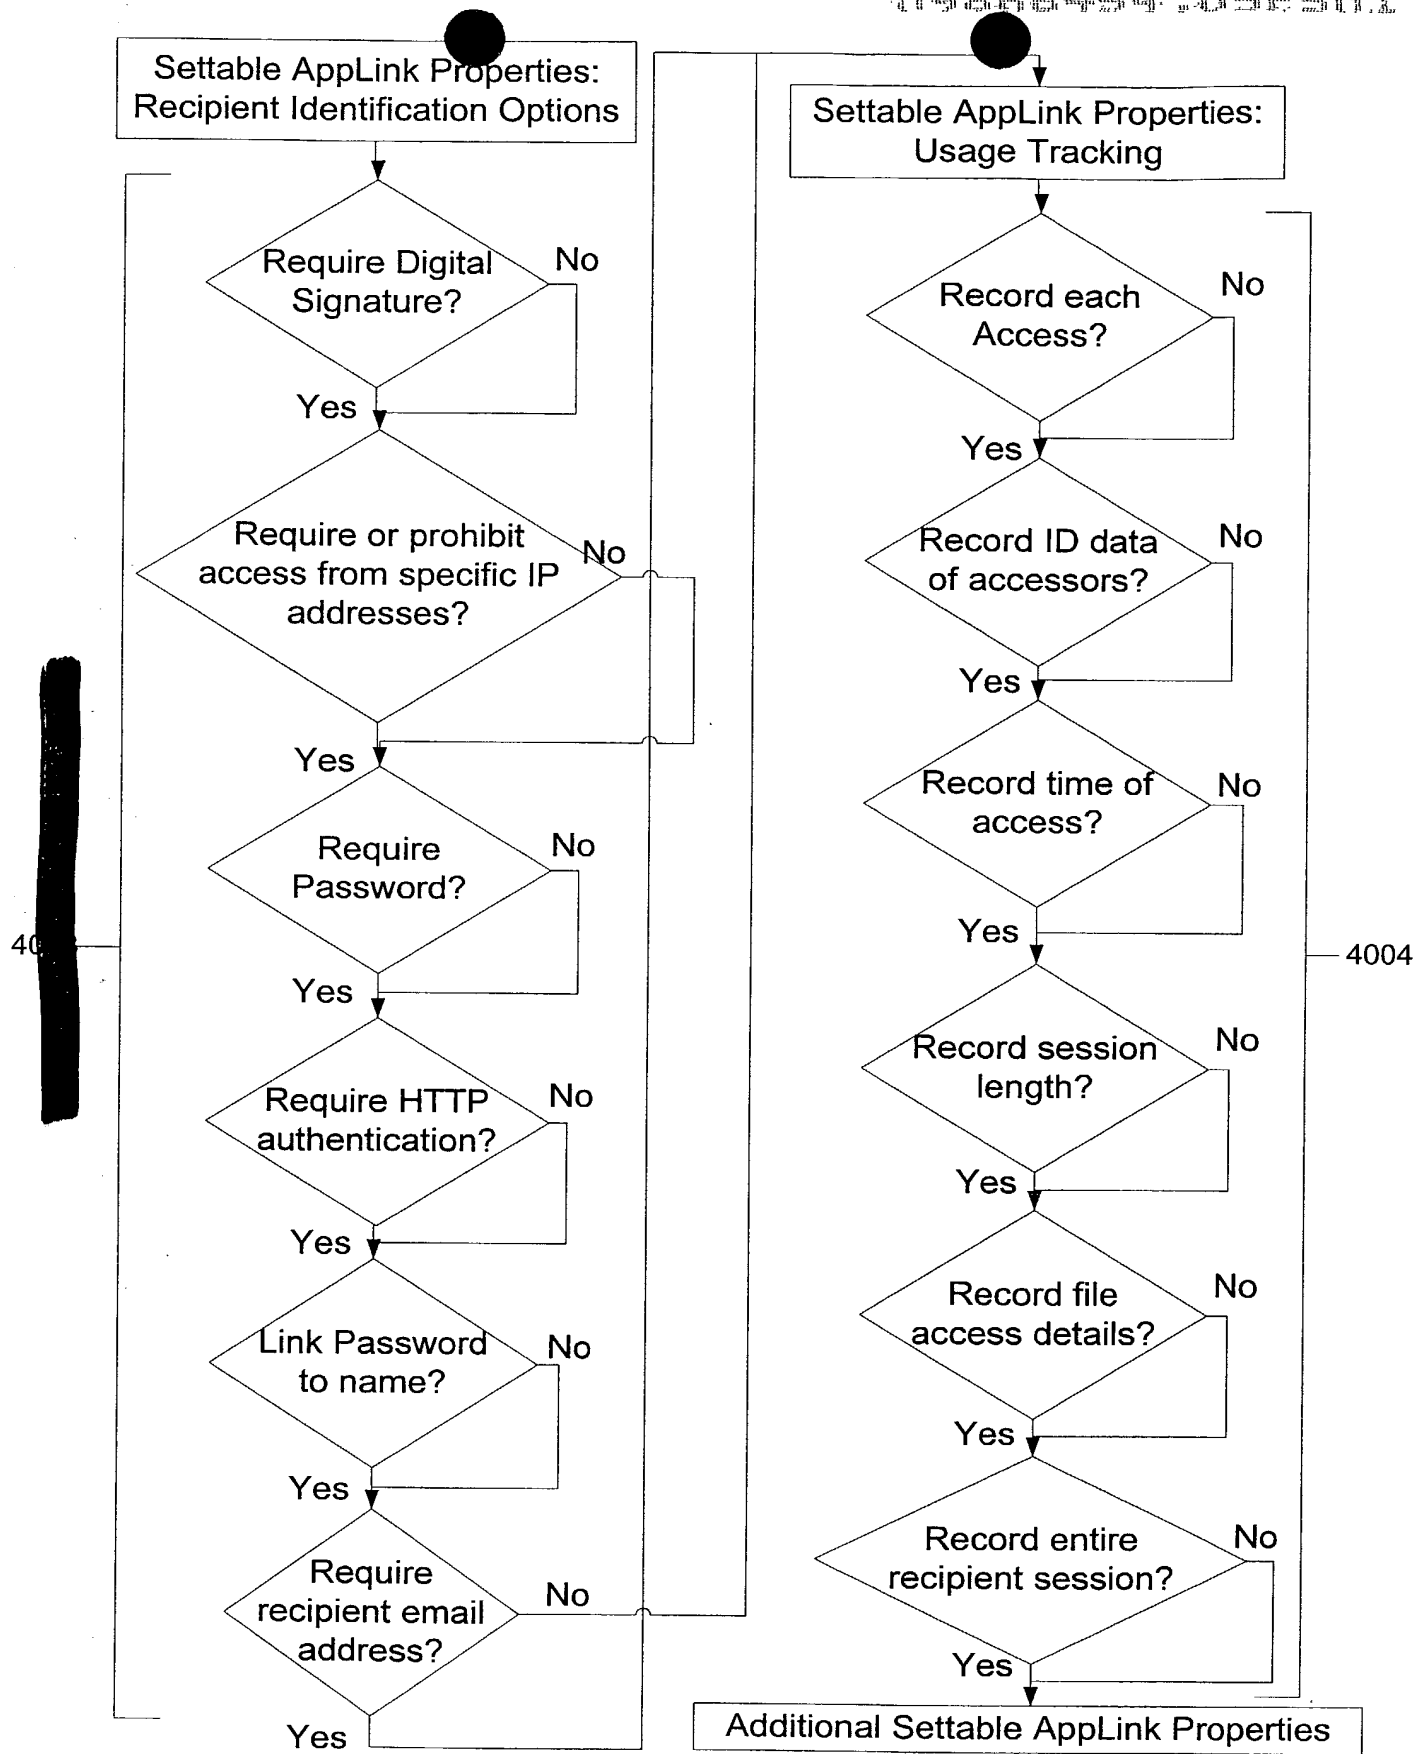 Settable AppLink Properties:
Recipient Identification Options
Require Digital
Signature?
No
Yes
Require or prohibit
access from specific IP
addresses?
No
Yes
Require
Password?
No
Yes
Require HTTP
authentication?
No
Yes
Link Password
to name?
No
Yes
Require
recipient email
address?
No
Yes
Settable AppLink Properties:
Usage Tracking
Record each
Access?
No
Yes
Record ID data
of accessors?
No
Yes
Record time of
access?
No
Yes
Record session
length?
No
Yes
Record file
access details?
No
Yes
Record entire
recipient session?
No
Yes
Additional Settable AppLink Properties
4004